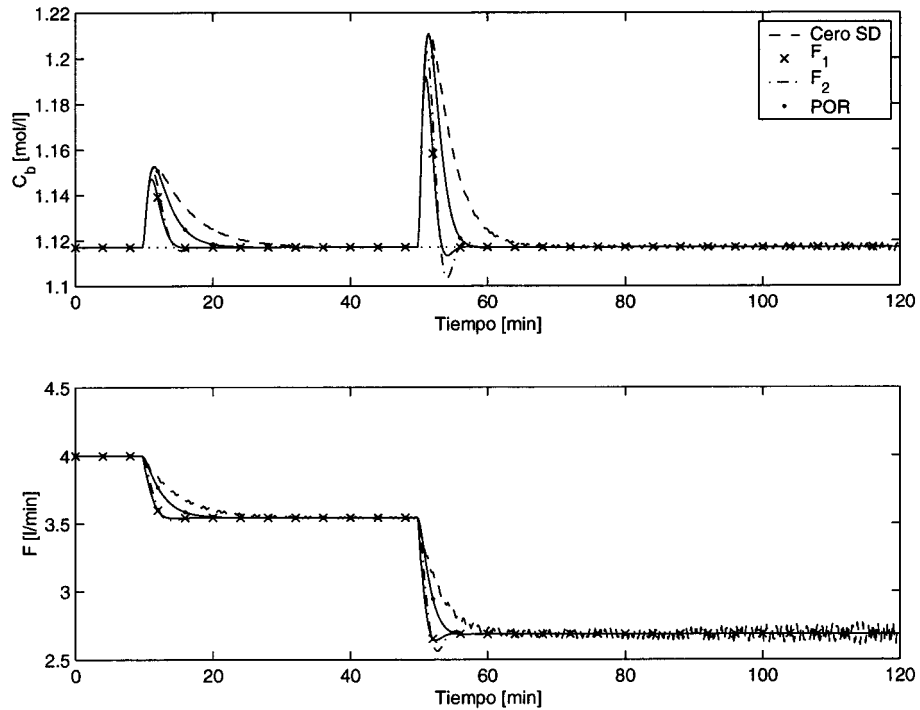 1.22
1.2
1.18
1.16
1.14
1.12
1.1
C_b [mol/l]
Cero SD
F_1
F_2
POR
0 20 40 60 80 100 120
Tiempo [min]
4.5
4
3.5
3
2.5
F [l/min]
0 20 40 60 80 100 120
Tiempo [min]